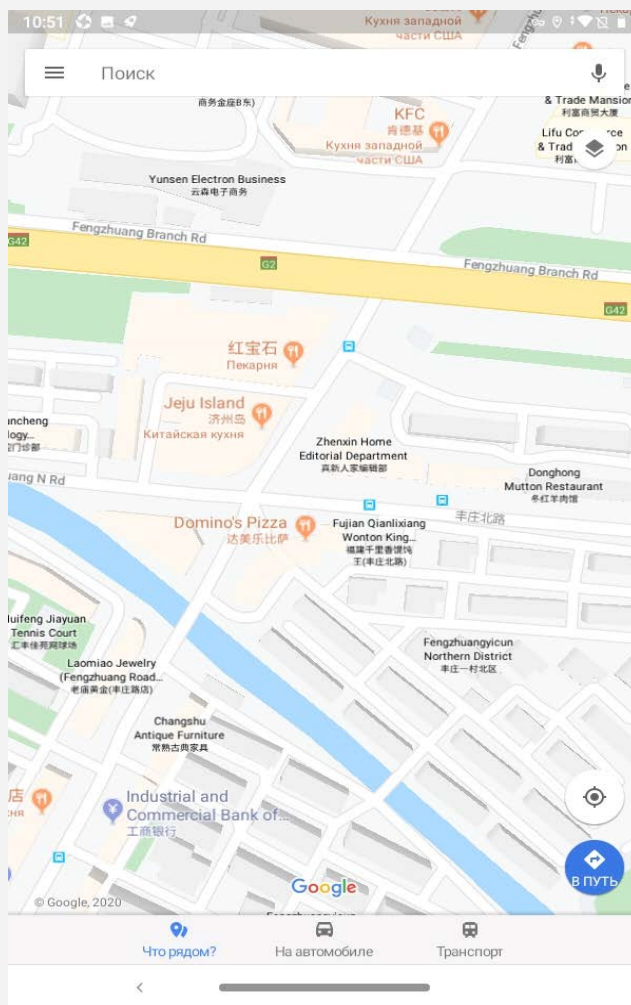 10:51
Кухня западной
части США
Поиск
商务金座B东)
& Trade Mansion
利富商贸大厦
KFC
肯德基
Кухня западной
части США
Yunsen Electron Business
云森电子商务
Fengzhuang Branch Rd
G42
G2
Fengzhuang Branch Rd
G42
红宝石
Пекарня
Jeju Island
济州岛
Китайская кухня
Zhenxin Home
Editorial Department
真新人家编辑部
Donghong
Mutton Restaurant
冬红羊肉馆
丰庄北路
Domino's Pizza
达美乐比萨
Fujian Qianlixiang
Wonton King...
福建千里香馄饨
王(丰庄北路)
uifeng Jiayuan
Tennis Court
汇丰佳苑网球场
Laomiao Jewelry
(Fengzhuang Road...
老庙黄金(丰庄路店)
Fengzhuangyicun
Northern District
丰庄一村北区
Changshu
Antique Furniture
常熟古典家具
店
Industrial and
Commercial Bank of...
工商银行
В ПУТЬ
Google
© Google, 2020
Что рядом?
На автомобиле
Транспорт